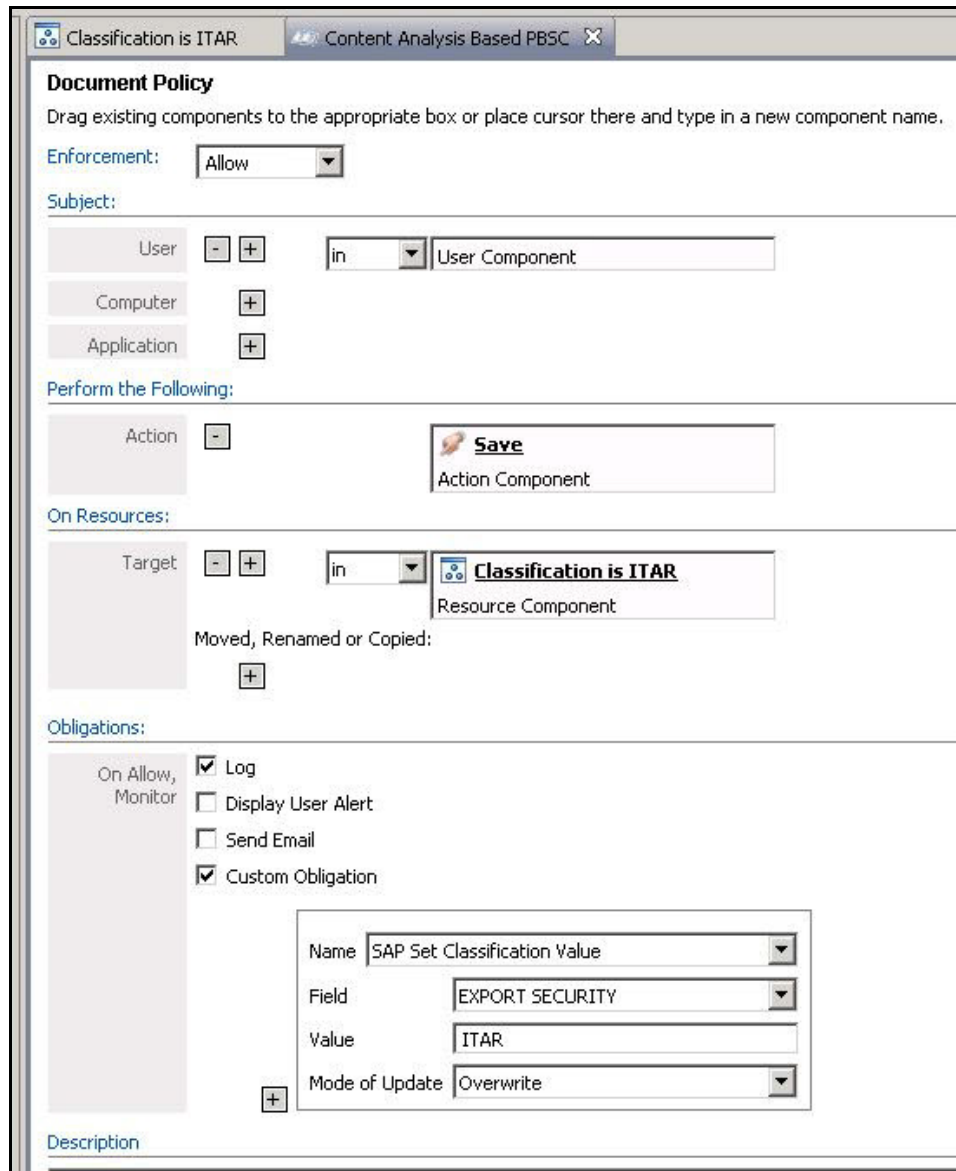 Classification is ITAR
Content Analysis Based PBSC
Document Policy
Drag existing components to the appropriate box or place cursor there and type in a new component name.
Enforcement: Allow
Subject:
User - + in User Component
Computer +
Application +
Perform the Following:
Action - Save
Action Component
On Resources:
Target - + in Classification is ITAR
Resource Component
Moved, Renamed or Copied:
+
Obligations:
On Allow, Monitor
Log
Display User Alert
Send Email
Custom Obligation
Name SAP Set Classification Value
Field EXPORT SECURITY
Value ITAR
Mode of Update Overwrite
+
Description